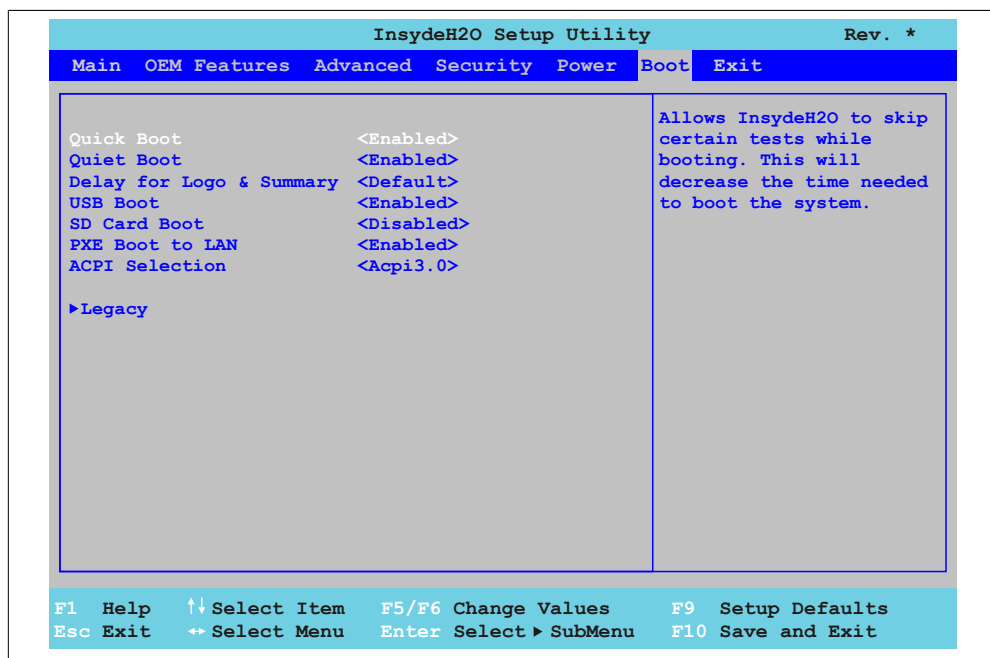 InsydeH2O Setup Utility Rev. *
Main OEM Features Advanced Security Power Boot Exit
Quick Boot <Enabled>
Quiet Boot <Enabled>
Delay for Logo & Summary <Default>
USB Boot <Enabled>
SD Card Boot <Disabled>
PXE Boot to LAN <Enabled>
ACPI Selection <Acpi3.0>
▶Legacy
Allows InsydeH2O to skip
certain tests while
booting. This will
decrease the time needed
to boot the system.
F1 Help ↑↓ Select Item F5/F6 Change Values F9 Setup Defaults
Esc Exit ↔ Select Menu Enter Select ▶ SubMenu F10 Save and Exit